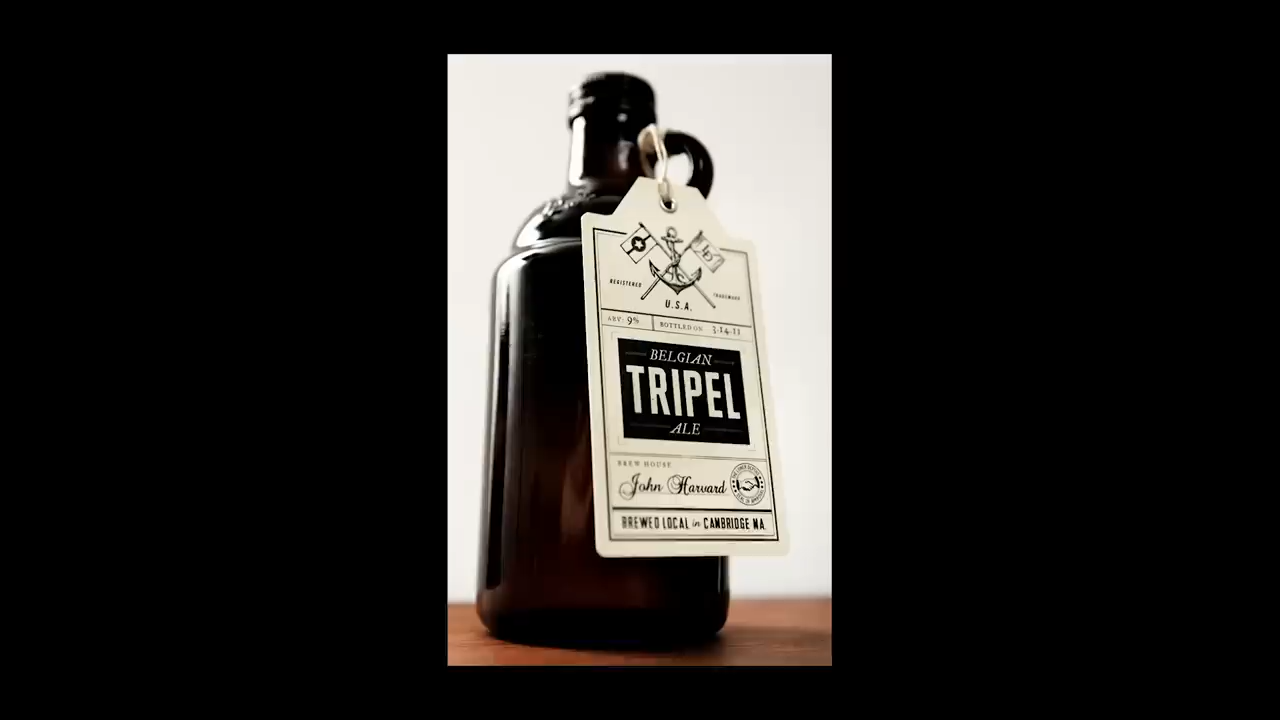 REGISTERED TRADEMARK
U.S.A.
ABV: 9% BOTTLED ON 3.14.11
BELGIAN
TRIPEL
ALE
BREW HOUSE
John Harvard
BREWED LOCAL in CAMBRIDGE MA.